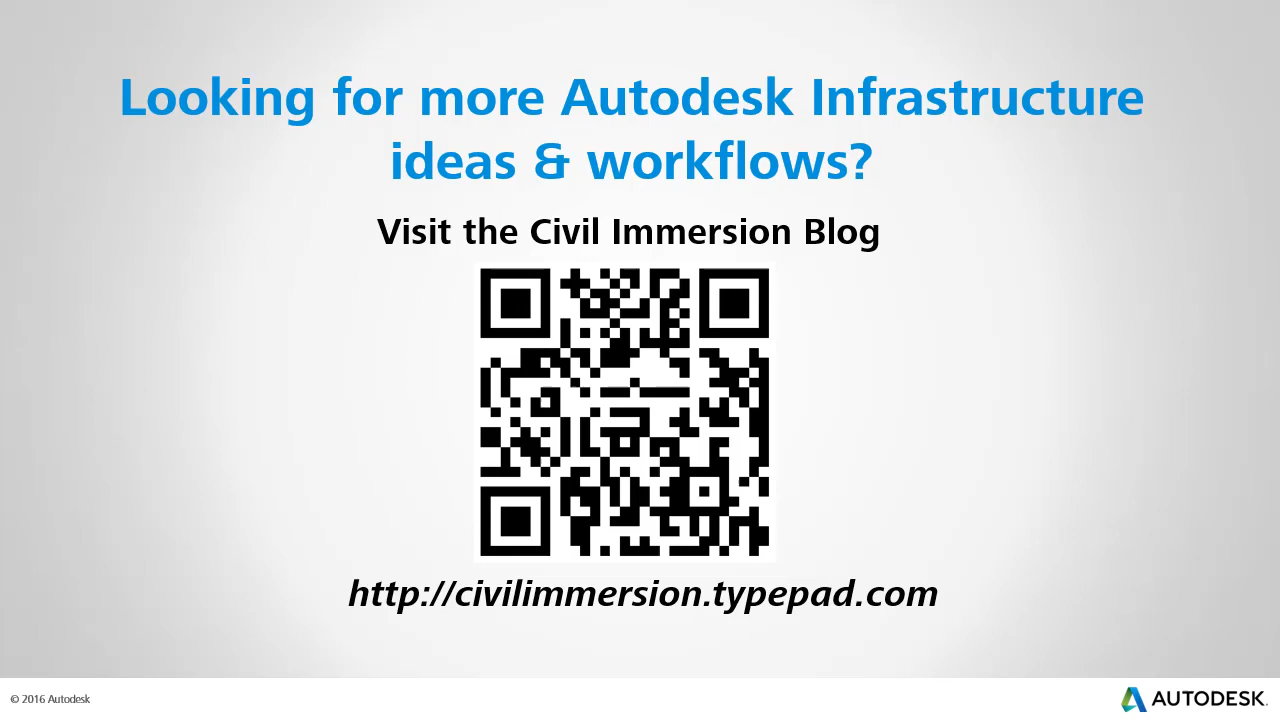 Looking for more Autodesk Infrastructure
ideas & workflows?
Visit the Civil Immersion Blog
http://civilimmersion.typepad.com
© 2016 Autodesk
AUTODESK.